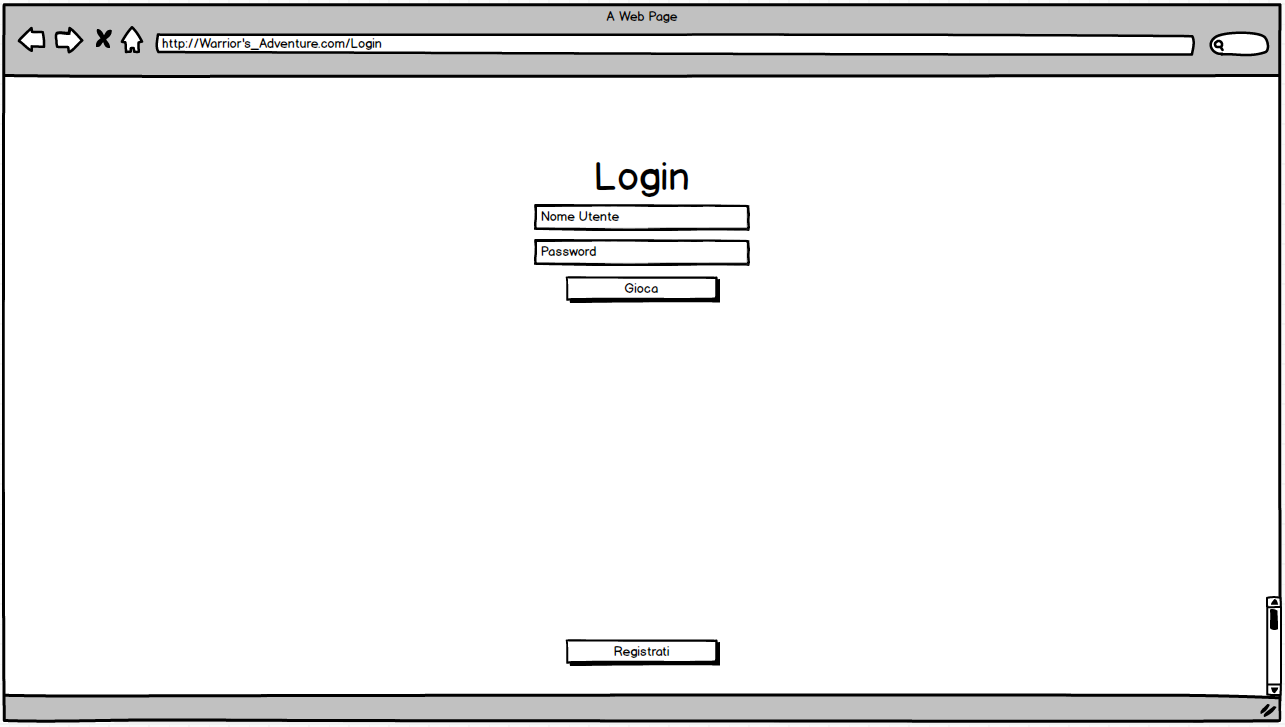 A Web Page
http://Warrior's_Adventure.com/Login
Login
Nome Utente
Password
Gioca
Registrati